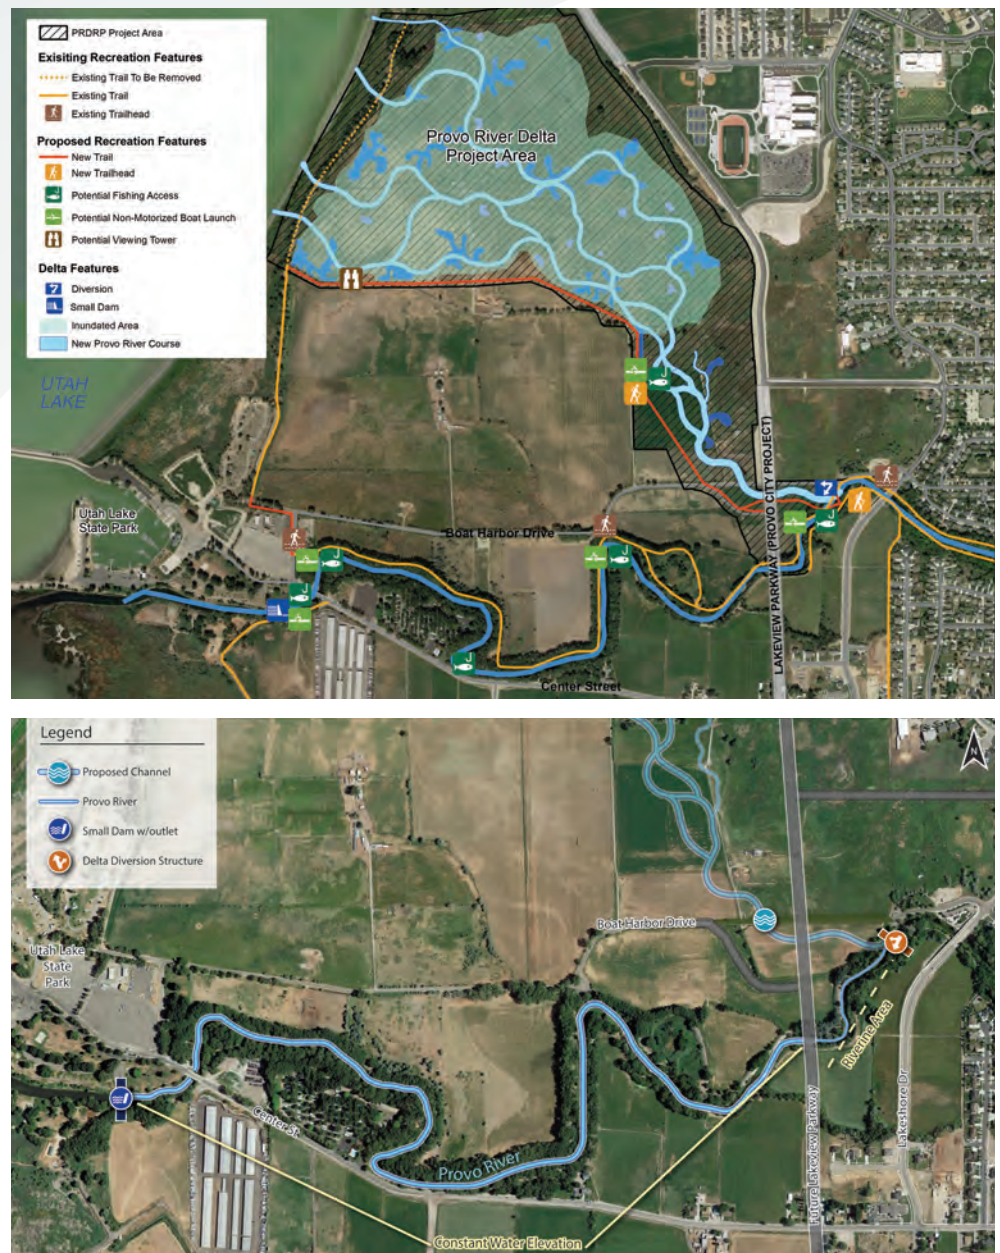 PRDRP Project Area
Exisiting Recreation Features
Existing Trail To Be Removed
Existing Trail
Existing Trailhead
Proposed Recreation Features
New Trail
New Trailhead
Potential Fishing Access
Potential Non-Motorized Boat Launch
Potential Viewing Tower
Delta Features
Diversion
Small Dam
Inundated Area
New Provo River Course
Provo River Delta
Project Area
UTAH
LAKE
Utah Lake
State Park
Boat Harbor Drive
Center Street
LAKEVIEW PARKWAY (PROVO CITY PROJECT)
Legend
Proposed Channel
Provo River
Small Dam w/outlet
Delta Diversion Structure
N
Utah Lake
State
Park
Boat Harbor Drive
Riverine Area
Lakeshore Dr
Future Lakeview Parkway
Center St.
Provo River
Constant Water Elevation